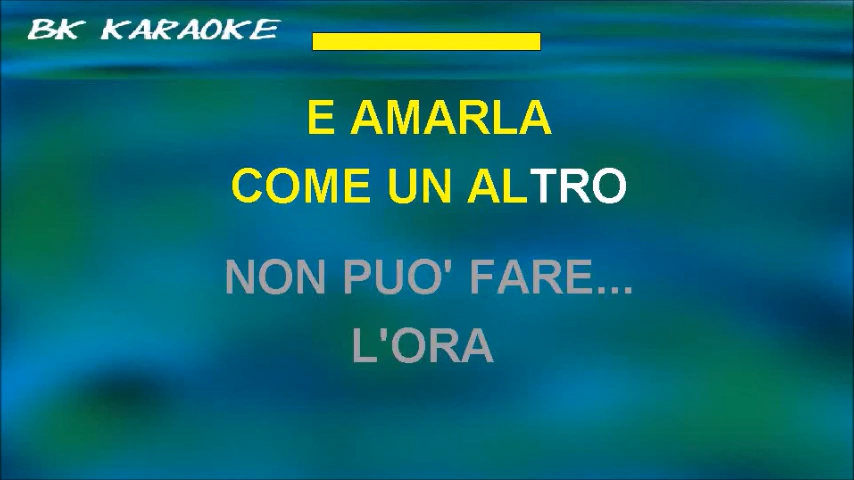 BK KARAOKE
E AMARLA
COME UN ALTRO
NON PUO' FARE...
L'ORA